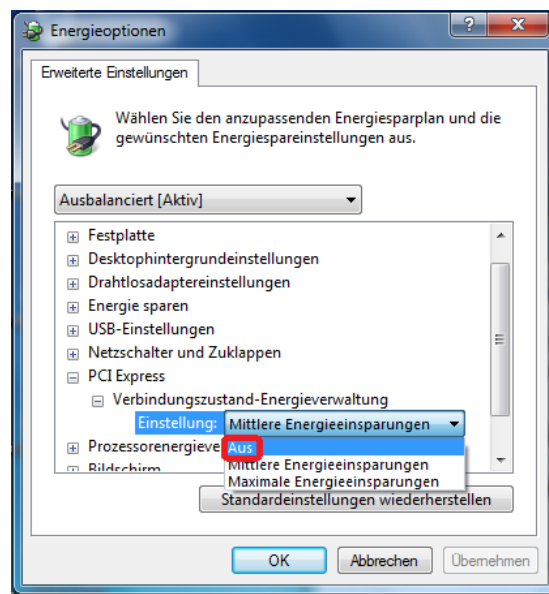 Energieoptionen
Erweiterte Einstellungen
Wählen Sie den anzupassenden Energiesparplan und die
gewünschten Energiespareinstellungen aus.
Ausbalanciert [Aktiv]
Festplatte
Desktophintergrundeinstellungen
Drahtlosadaptereinstellungen
Energie sparen
USB-Einstellungen
Netzschalter und Zuklappen
PCI Express
Verbindungszustand-Energieverwaltung
Einstellung: Mittlere Energieeinsparungen
Prozessorenergieve Aus
Bildschirm Mittlere Energieeinsparungen
Maximale Energieeinsparungen
Standardeinstellungen wiederherstellen
OK Abbrechen Übernehmen